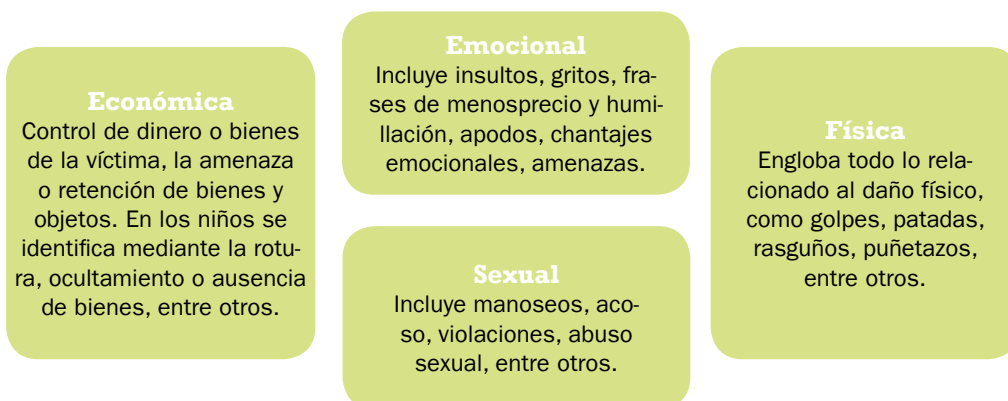 Económica
Control de dinero o bienes
de la víctima, la amenaza
o retención de bienes y
objetos. En los niños se
identifica mediante la rotu-
ra, ocultamiento o ausencia
de bienes, entre otros.
Emocional
Incluye insultos, gritos, fra-
ses de menosprecio y humi-
llación, apodos, chantajes
emocionales, amenazas.
Sexual
Incluye manoseos, aco-
so, violaciones, abuso
sexual, entre otros.
Física
Engloba todo lo rela-
cionado al daño físico,
como golpes, patadas,
rasguños, puñetazos,
entre otros.